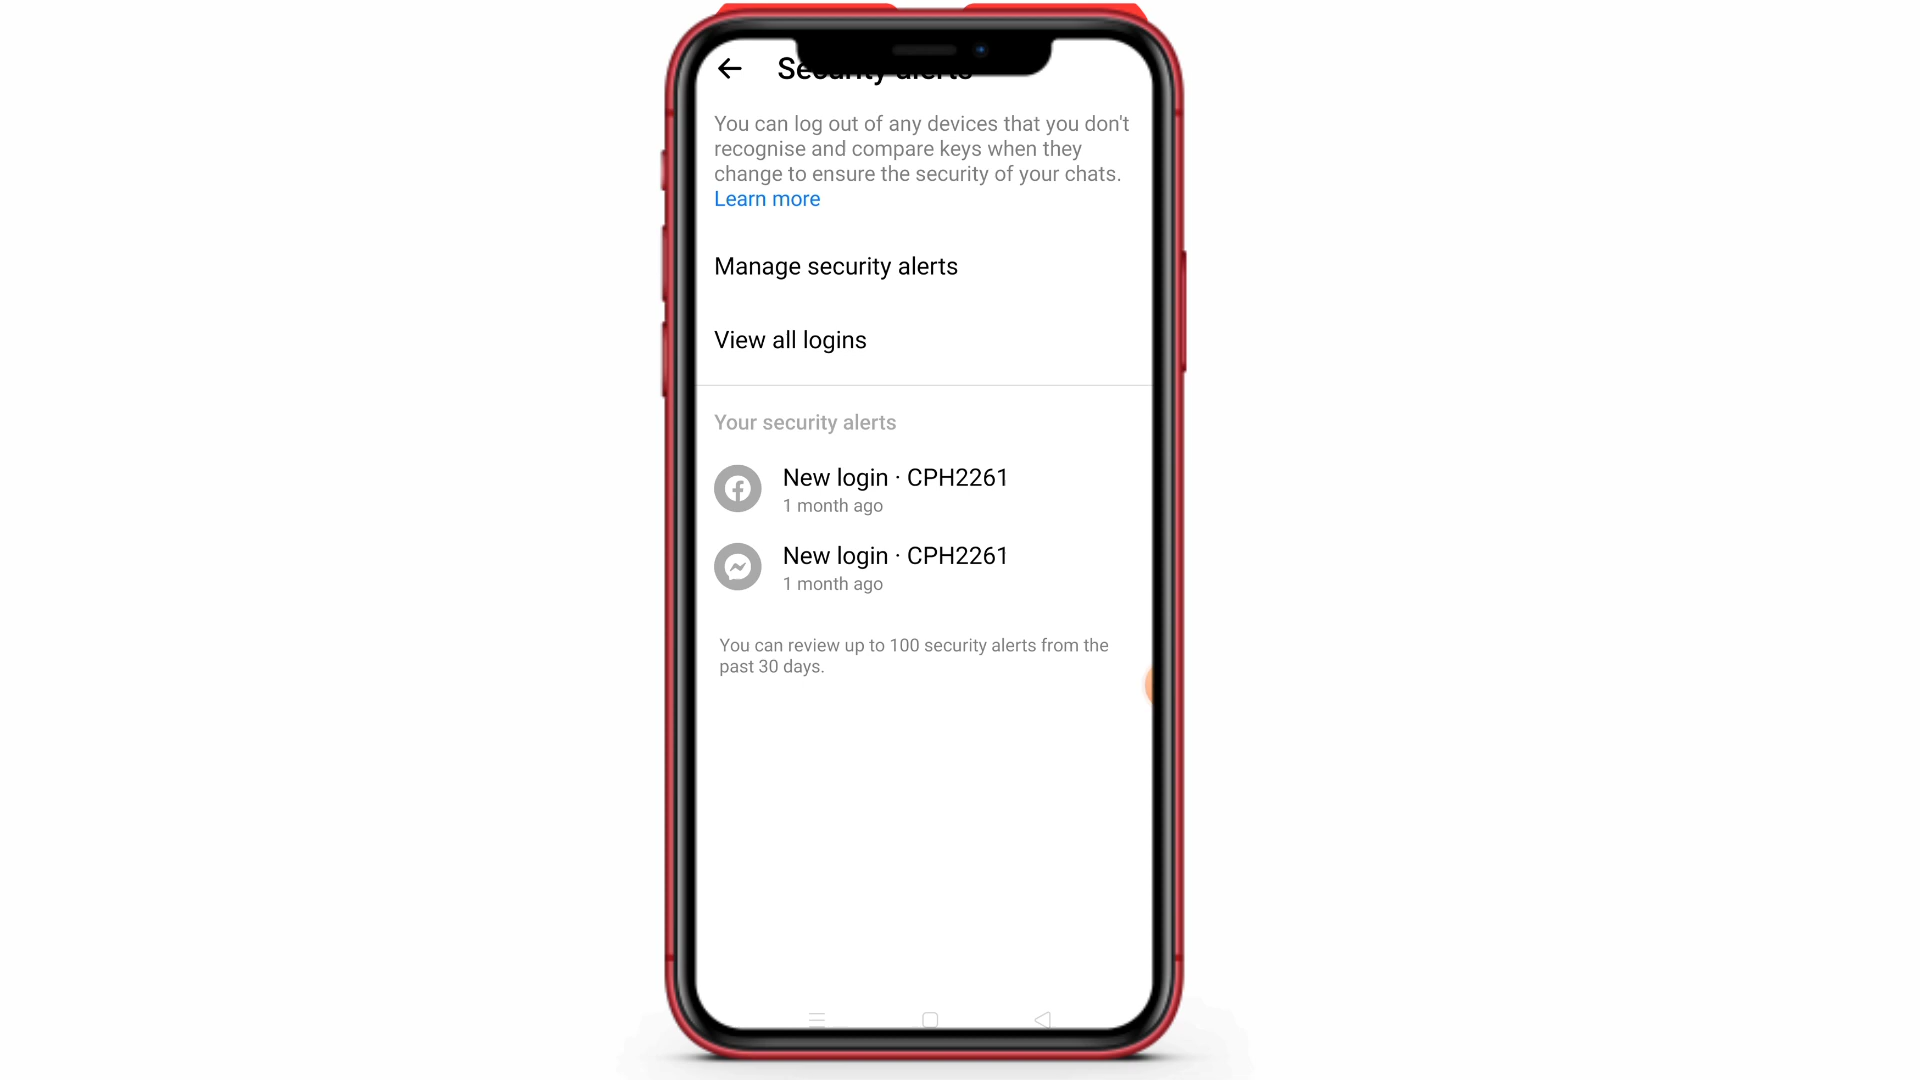 Security alerts
You can log out of any devices that you don't
recognise and compare keys when they
change to ensure the security of your chats.
Learn more
Manage security alerts
View all logins
Your security alerts
New login · CPH2261
1 month ago
New login · CPH2261
1 month ago
You can review up to 100 security alerts from the
past 30 days.